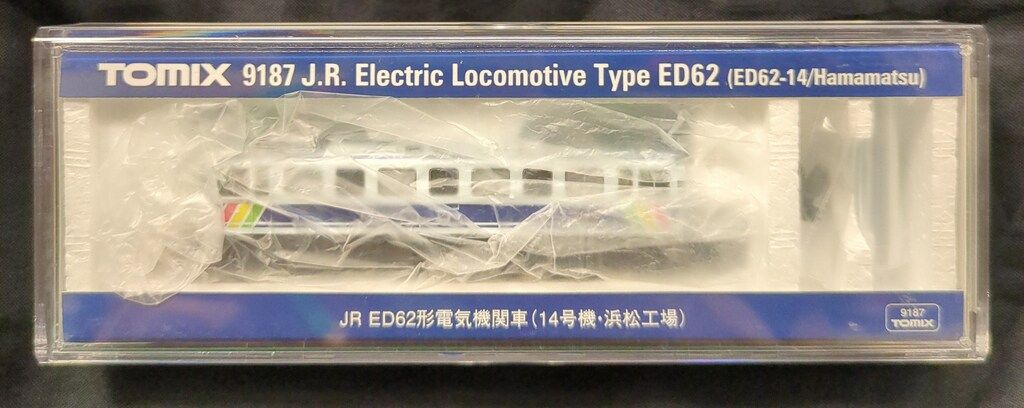 TOMIX 9187 J.R. Electric Locomotive Type ED62 (ED62-14/Hamamatsu)
JR ED62形電気機関車(14号機・浜松工場)
9187
TOMIX